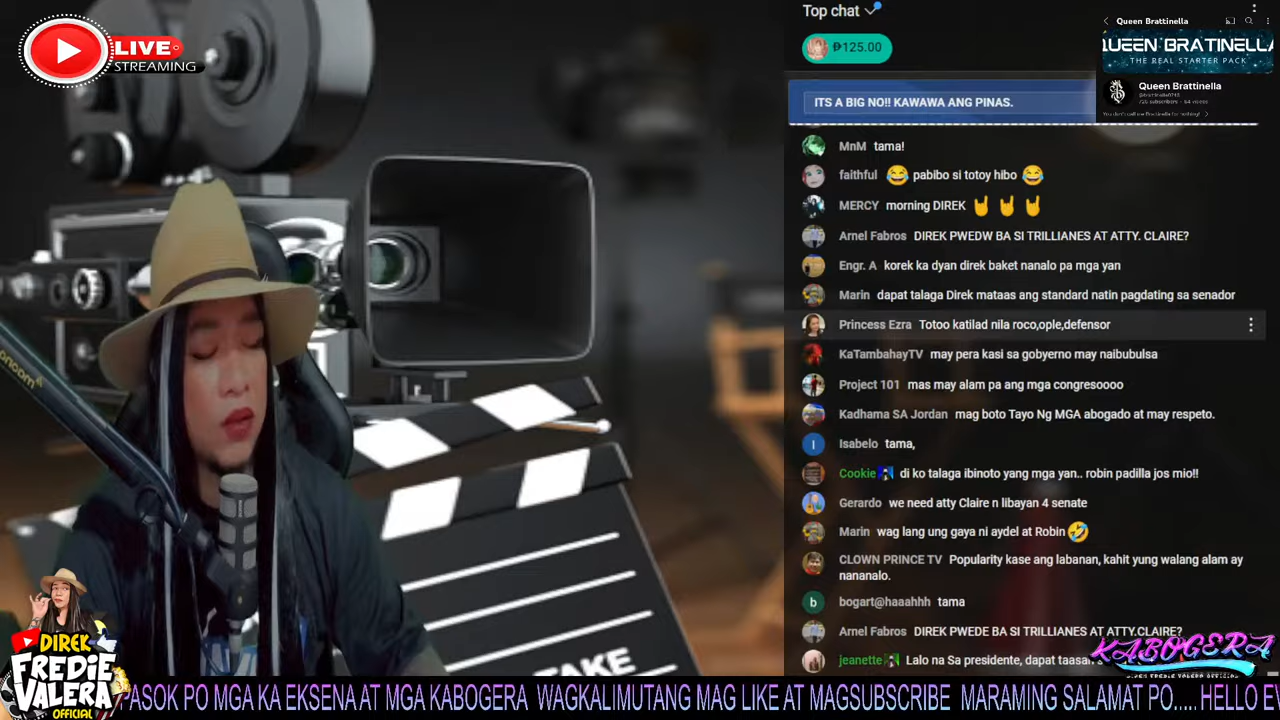 LIVE
STREAMING
Top chat
₱125.00
ITS A BIG NO!! KAWAWA ANG PINAS.
Queen Brattinella
QUEEN BRATINELLA
THE REAL STARTER PACK
Queen Brattinella
MnM tama!
faithful 😂 pabibo si totoy hibo 😂
MERCY morning DIREK 🤘 🤘 🤘
Arnel Fabros DIREK PWEDW BA SI TRILLIANES AT ATTY. CLAIRE?
Engr. A korek ka dyan direk baket nanalo pa mga yan
Marin dapat talaga Direk mataas ang standard natin pagdating sa senador
Princess Ezra Totoo katilad nila roco,ople,defensor
KaTambahayTV may pera kasi sa gobyerno may naibubulsa
Project 101 mas may alam pa ang mga congresoooo
Kadhama SA Jordan mag boto Tayo Ng MGA abogado at may respeto.
I Isabelo tama,
Cookie di ko talaga ibinoto yang mga yan.. robin padilla jos mio!!
Gerardo we need atty Claire n libayan 4 senate
Marin wag lang ung gaya ni aydel at Robin 🤣
CLOWN PRINCE TV Popularity kase ang labanan, kahit yung walang alam ay
nananalo.
b bogart@haaahhh tama
Arnel Fabros DIREK PWEDE BA SI TRILLIANES AT ATTY.CLAIRE?
jeanette Lalo na Sa presidente, dapat taasan
KABOGERA
TAKE
DIREK
FREDIE
VALERA
OFFICIAL
PASOK PO MGA KA EKSENA AT MGA KABOGERA WAGKALIMUTANG MAG LIKE AT MAGSUBSCRIBE MARAMING SALAMAT PO..... HELLO EV